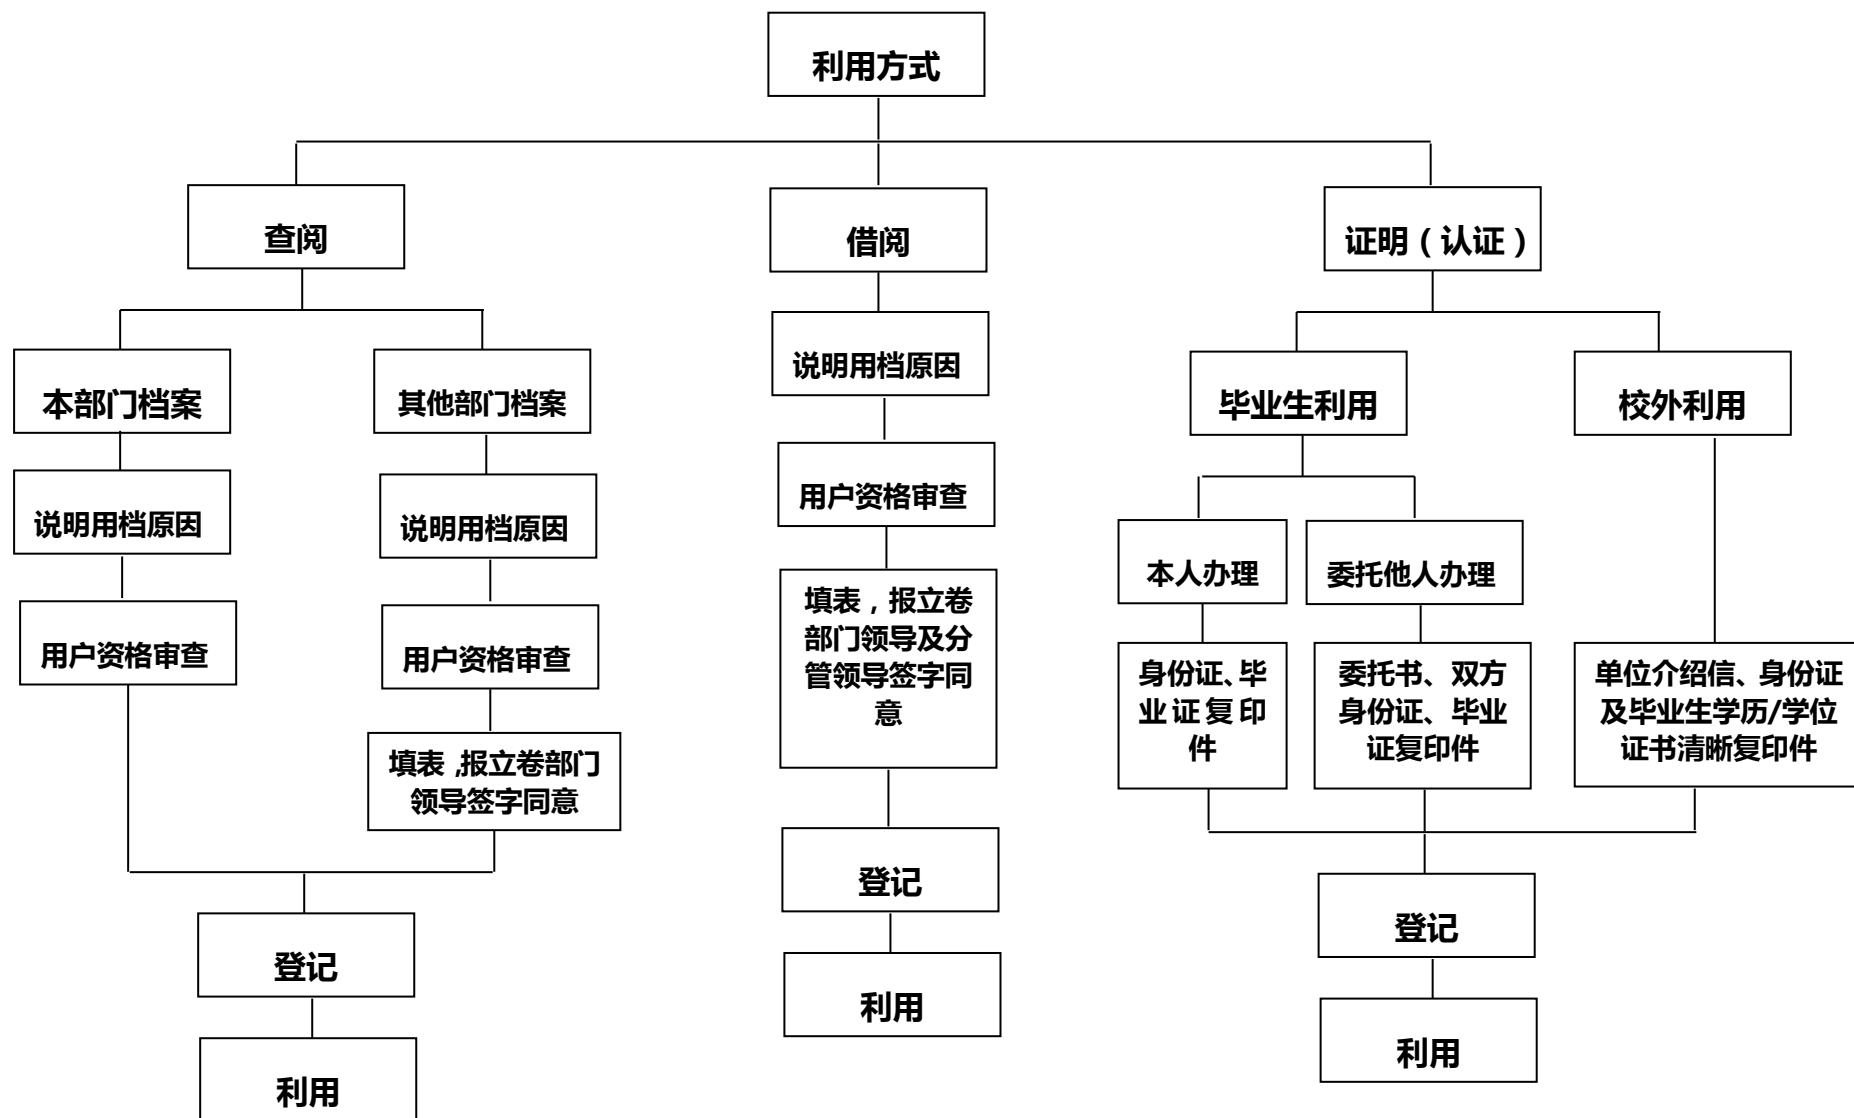 利用方式
查阅
借阅
证明（认证）
本部门档案
其他部门档案
说明用档原因
毕业生利用
校外利用
说明用档原因
说明用档原因
用户资格审查
本人办理
委托他人办理
用户资格审查
用户资格审查
填表，报立卷
部门领导及分
管领导签字同
意
身份证、毕
业证复印
件
委托书、双方
身份证、毕业
证复印件
单位介绍信、身份证
及毕业生学历/学位
证书清晰复印件
填表，报立卷部门
领导签字同意
登记
登记
登记
利用
利用
利用